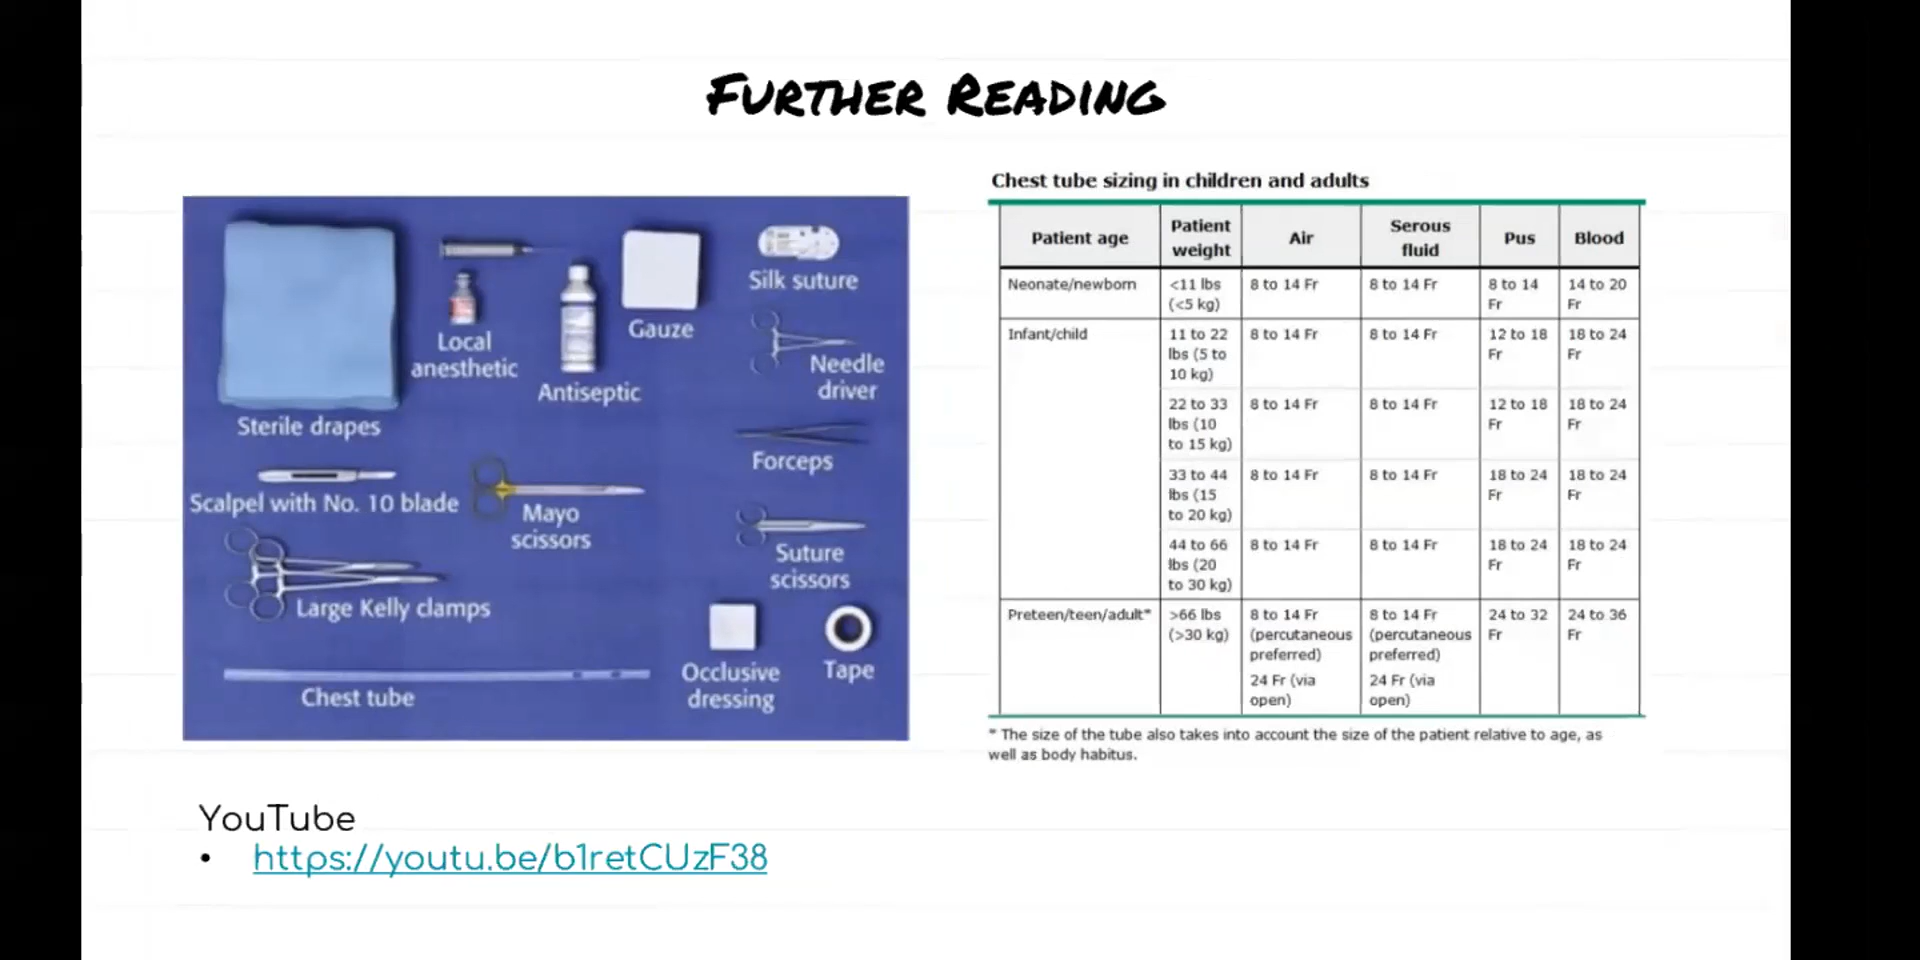 Further Reading
Sterile drapes
Local
anesthetic
Antiseptic
Gauze
Silk suture
Needle
driver
Forceps
Scalpel with No. 10 blade
Mayo
scissors
Suture
scissors
Large Kelly clamps
Chest tube
Occlusive
dressing
Tape
Chest tube sizing in children and adults
Patient age
Patient
weight
Air
Serous
fluid
Pus
Blood
Neonate/newborn
<11 lbs
(<5 kg)
8 to 14 Fr
8 to 14 Fr
8 to 14
Fr
14 to 20
Fr
Infant/child
11 to 22
lbs (5 to
10 kg)
8 to 14 Fr
8 to 14 Fr
12 to 18
Fr
18 to 24
Fr
22 to 33
lbs (10
to 15 kg)
8 to 14 Fr
8 to 14 Fr
12 to 18
Fr
18 to 24
Fr
33 to 44
lbs (15
to 20 kg)
8 to 14 Fr
8 to 14 Fr
18 to 24
Fr
18 to 24
Fr
44 to 66
lbs (20
to 30 kg)
8 to 14 Fr
8 to 14 Fr
18 to 24
Fr
18 to 24
Fr
Preteen/teen/adult*
>66 lbs
(>30 kg)
8 to 14 Fr
(percutaneous
preferred)
24 Fr (via
open)
8 to 14 Fr
(percutaneous
preferred)
24 Fr (via
open)
24 to 32
Fr
24 to 36
Fr
* The size of the tube also takes into account the size of the patient relative to age, as
well as body habitus.
YouTube
• https://youtu.be/b1retCUzF38